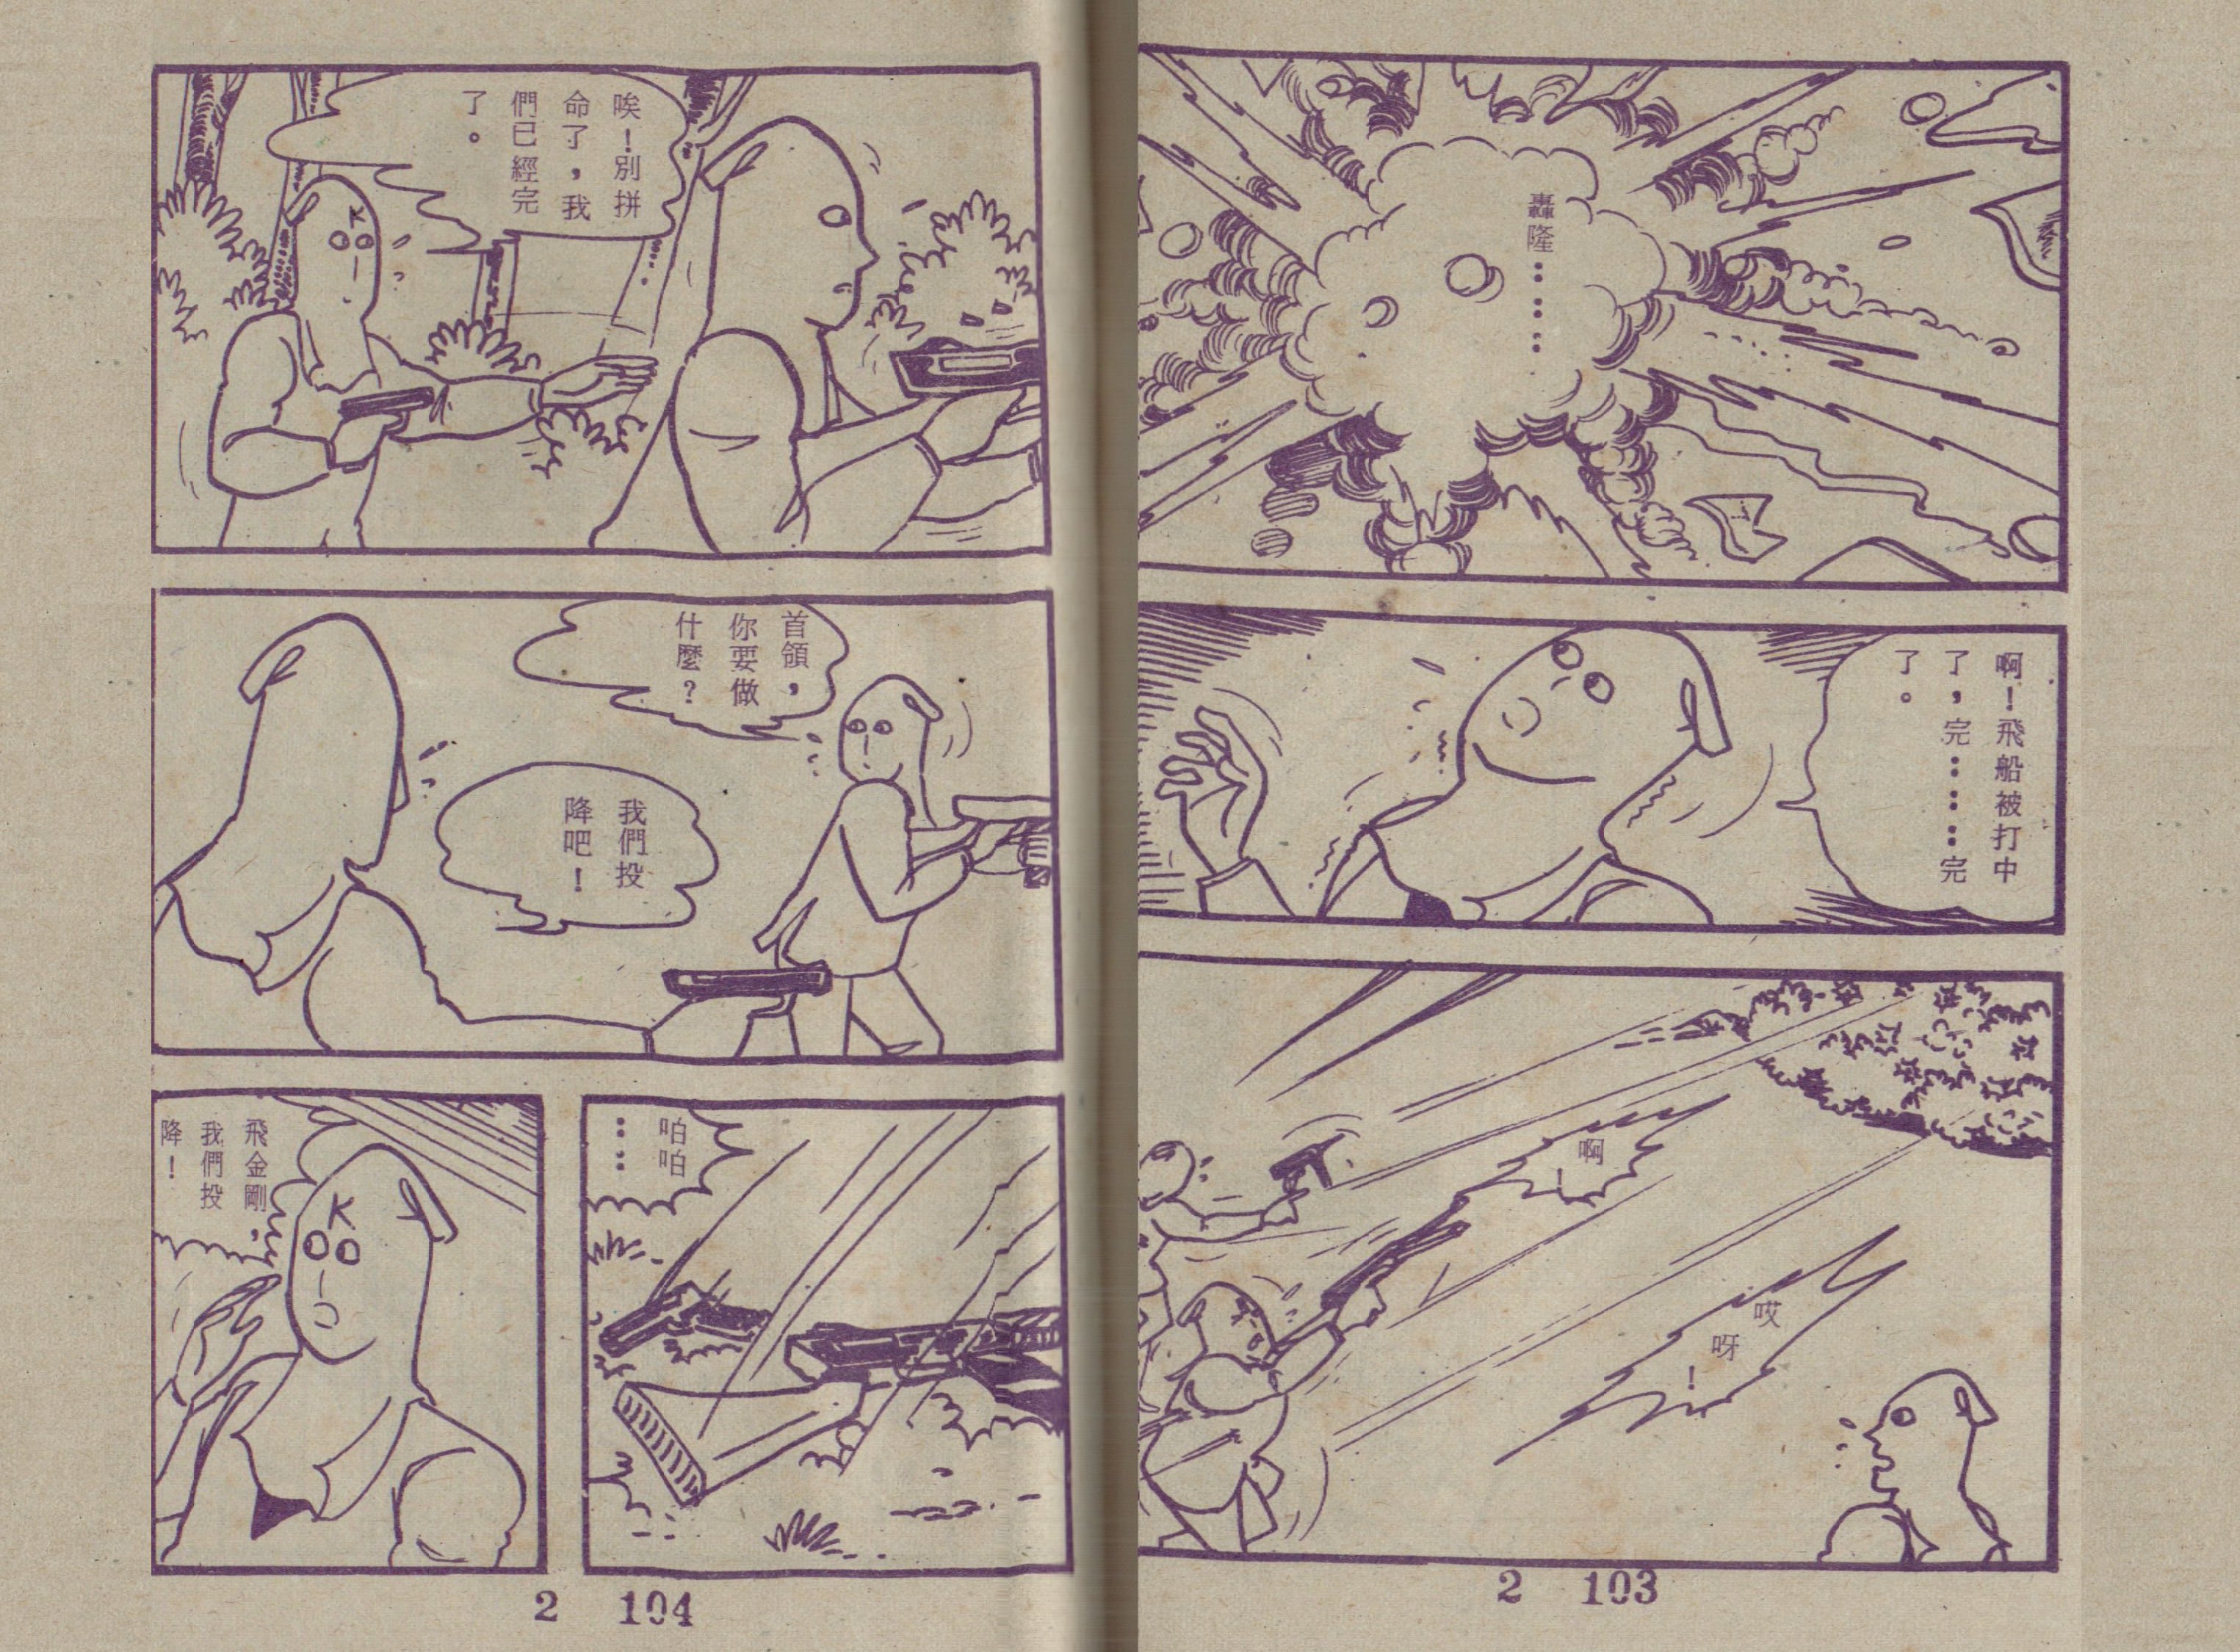 轟隆⋯⋯
啊！飛船被打中
了，完⋯⋯完
了。
啊
哎
呀
！
2 103
唉！別拼
命了，我
們已經完
了。
首領，
你要做
什麼？
我們投
降吧！
咱咱
⋯⋯
飛金剛，
我們投
降！
K
2 104